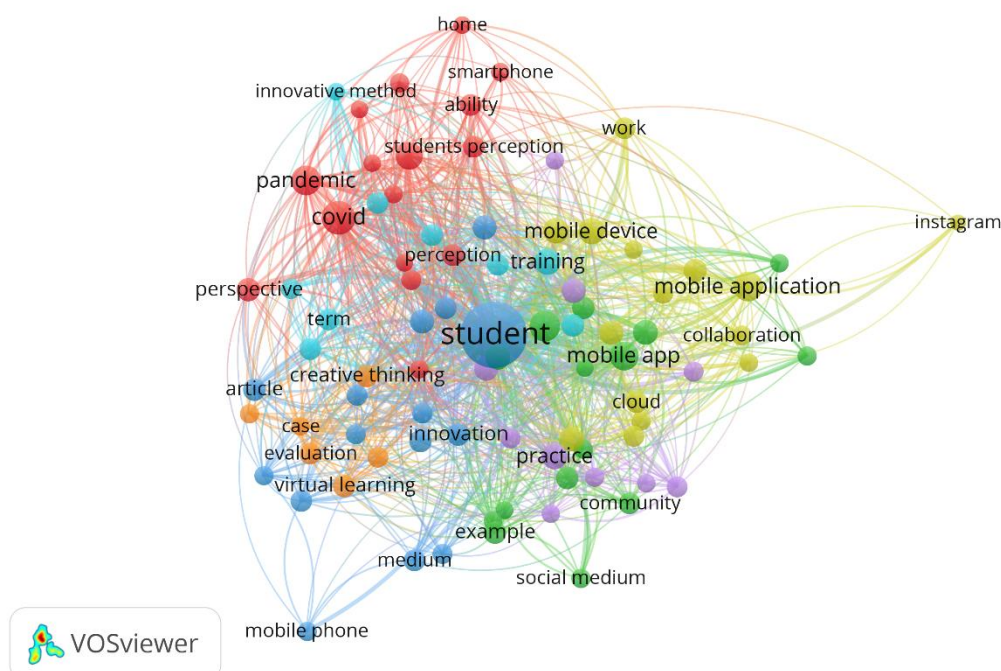 home
smartphone
innovative method
ability
work
students perception
pandemic
covid
instagram
mobile device
perception
training
perspective
mobile application
term
student
collaboration
mobile app
creative thinking
article
cloud
case
innovation
evaluation
practice
virtual learning
community
example
medium
social medium
mobile phone
VOSviewer